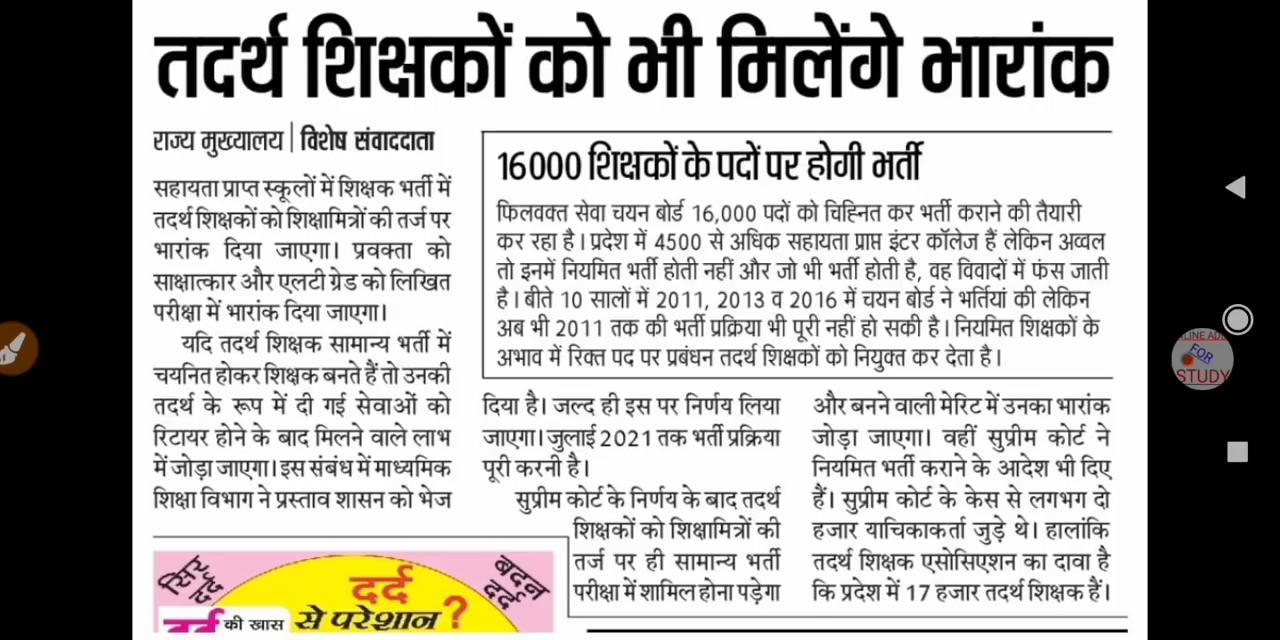 तदर्थ शिक्षकों को भी मिलेंगे भारांक
राज्य मुख्यालय | विशेष संवाददाता
सहायता प्राप्त स्कूलों में शिक्षक भर्ती में
तदर्थ शिक्षकों को शिक्षामित्रों की तर्ज पर
भारांक दिया जाएगा। प्रवक्ता को
साक्षात्कार और एलटी ग्रेड को लिखित
परीक्षा में भारांक दिया जाएगा।
यदि तदर्थ शिक्षक सामान्य भर्ती में
चयनित होकर शिक्षक बनते हैं तो उनकी
तदर्थ के रूप में दी गई सेवाओं को
रिटायर होने के बाद मिलने वाले लाभ
में जोड़ा जाएगा। इस संबंध में माध्यमिक
शिक्षा विभाग ने प्रस्ताव शासन को भेज
16000 शिक्षकों के पदों पर होगी भर्ती
फिलवक्त सेवा चयन बोर्ड 16,000 पदों को चिह्नित कर भर्ती कराने की तैयारी
कर रहा है। प्रदेश में 4500 से अधिक सहायता प्राप्त इंटर कॉलेज हैं लेकिन अव्वल
तो इनमें नियमित भर्ती होती नहीं और जो भी भर्ती होती है, वह विवादों में फंस जाती
है। बीते 10 सालों में 2011, 2013 व 2016 में चयन बोर्ड ने भर्तियां की लेकिन
अब भी 2011 तक की भर्ती प्रक्रिया भी पूरी नहीं हो सकी है। नियमित शिक्षकों के
अभाव में रिक्त पद पर प्रबंधन तदर्थ शिक्षकों को नियुक्त कर देता है।
दिया है। जल्द ही इस पर निर्णय लिया
जाएगा। जुलाई 2021 तक भर्ती प्रक्रिया
पूरी करनी है।
सुप्रीम कोर्ट के निर्णय के बाद तदर्थ
शिक्षकों को शिक्षामित्रों की
तर्ज पर ही सामान्य भर्ती
परीक्षा में शामिल होना पड़ेगा
और बनने वाली मेरिट में उनका भारांक
जोड़ा जाएगा। वहीं सुप्रीम कोर्ट ने
नियमित भर्ती कराने के आदेश भी दिए
हैं। सुप्रीम कोर्ट के केस से लगभग दो
हजार याचिकाकर्ता जुड़े थे। हालांकि
तदर्थ शिक्षक एसोसिएशन का दावा है
कि प्रदेश में 17 हजार तदर्थ शिक्षक हैं।
सिर दर्द
दर्द
बदन दर्द
से परेशान ?
दर्द की खास
FOR
STUDY